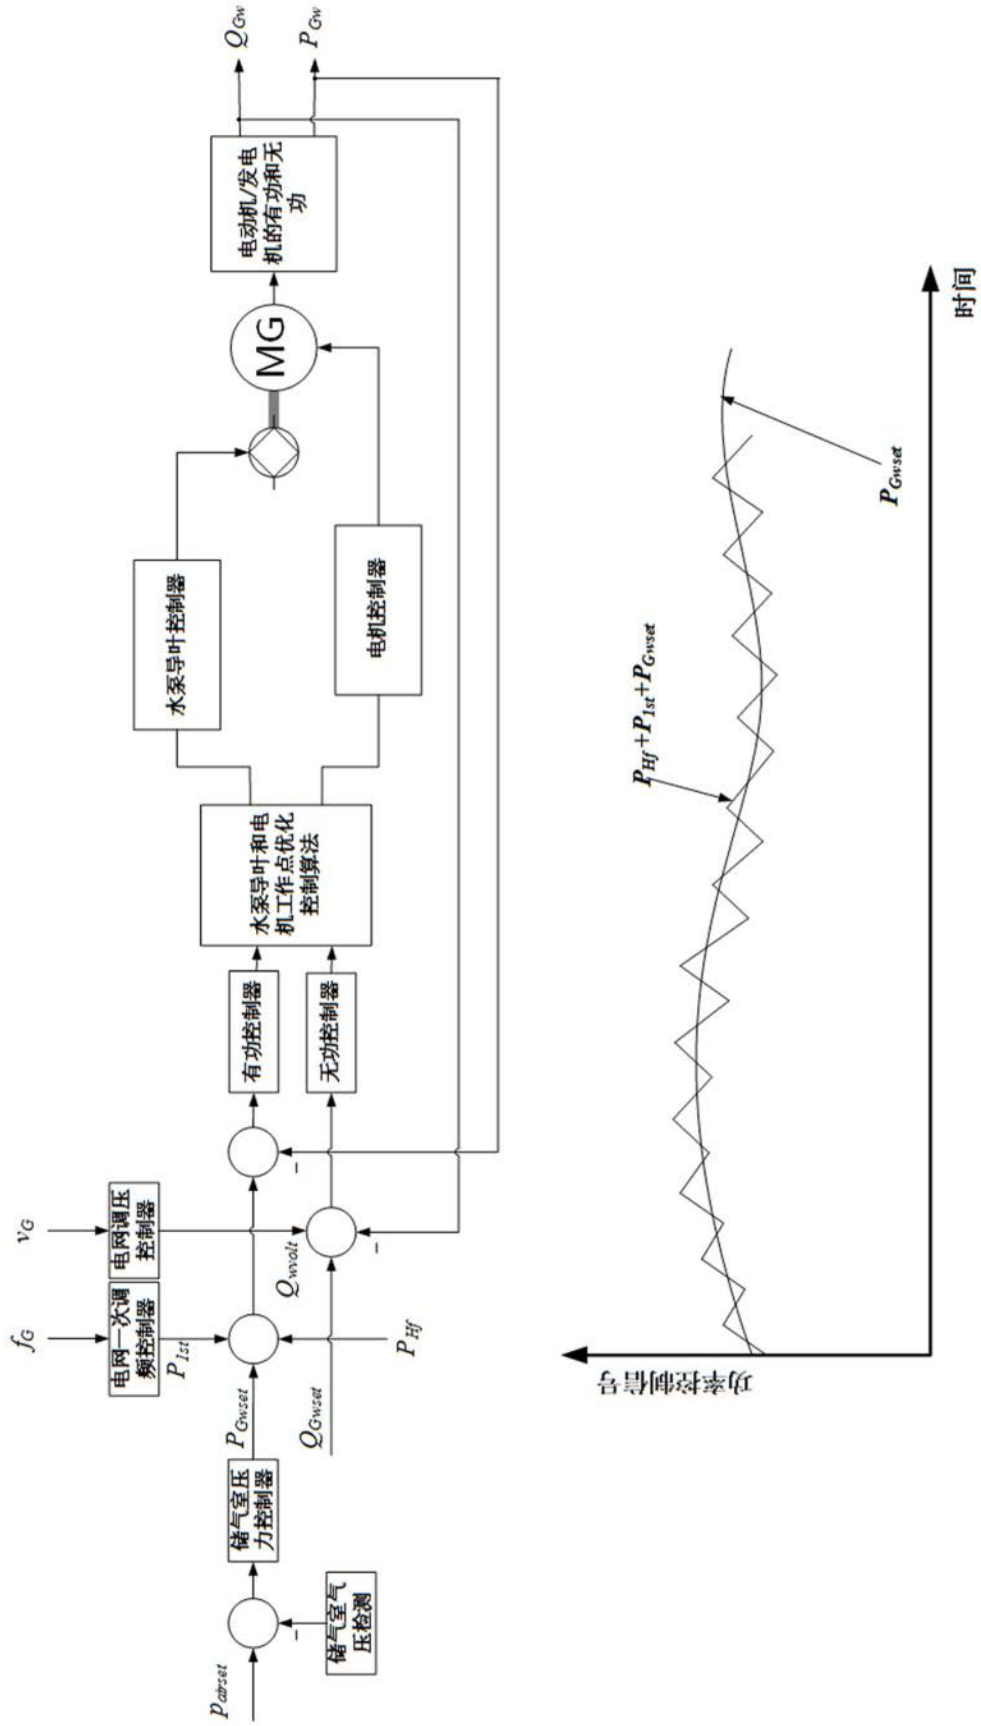 p_airset
储气室气
压检测
储气室压
力控制器
P_Gwset
Q_Gwset
f_G
电网一次调
频控制器
P_1st
P_Hf
v_G
电网调压
控制器
Q_wvolt
−
−
−
有功控制器
无功控制器
水泵导叶和电
机工作点优化
控制算法
水泵导叶控制器
电机控制器
MG
电动机/发电
机的有功和无
功
Q_Gw
P_Gw
功率控制信号
P_Hf+P_1st+P_Gwset
P_Gwset
时间